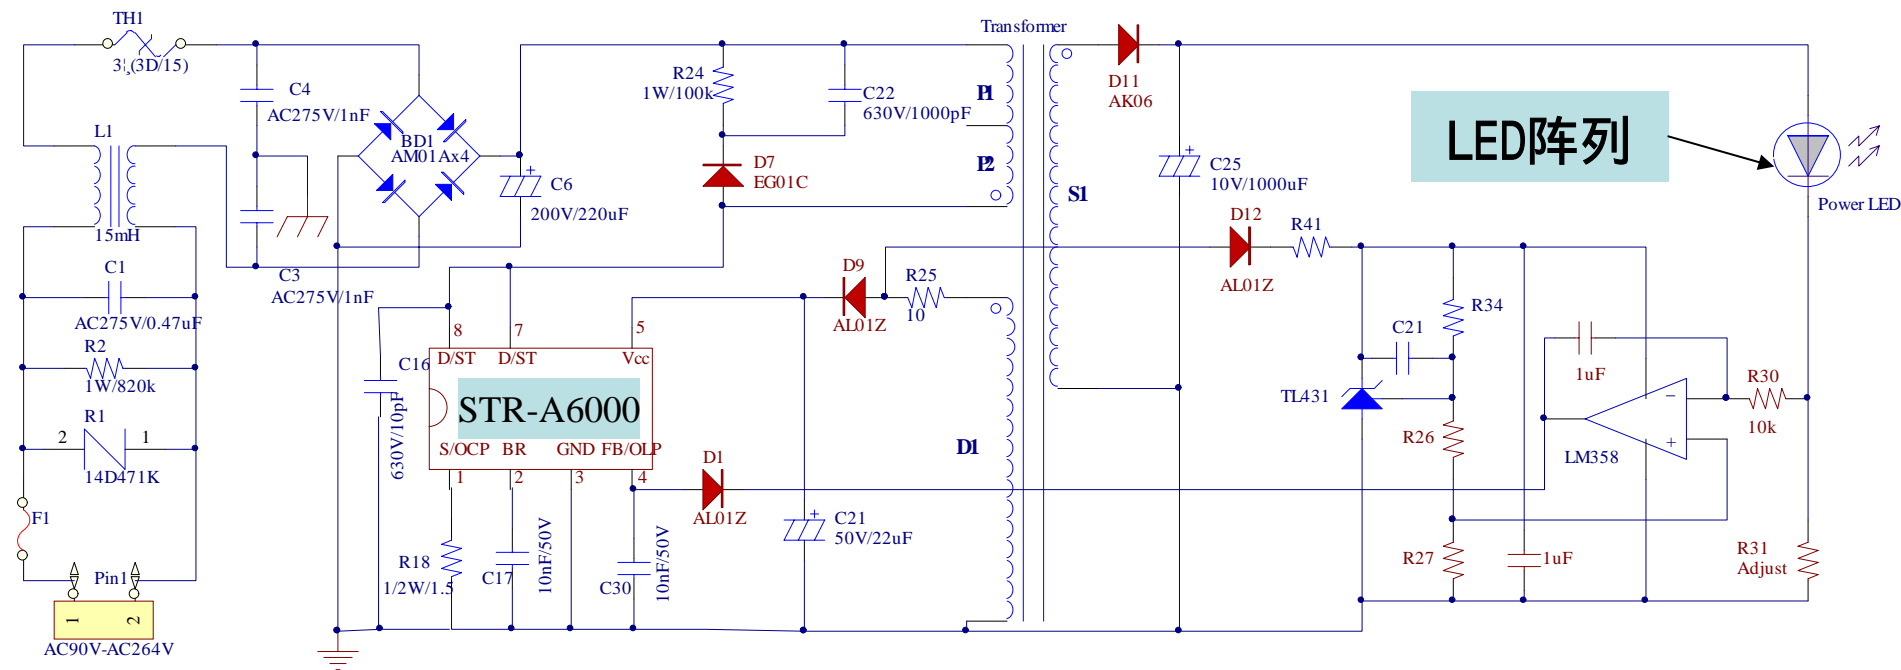 TH1
3¦¸(3D/15)
C4
AC275V/1nF
L1
15mH
C3
AC275V/1nF
C1
AC275V/0.47uF
R2
1W/820k
R1
2
1
14D471K
F1
Pin1
1
2
AC90V-AC264V
BD1
AM01Ax4
C6
200V/220uF
R24
1W/100k
C22
630V/1000pF
D7
EG01C
Transformer
P1
P2
S1
D1
D11
AK06
C25
10V/1000uF
LED阵列
Power LED
D12
AL01Z
R41
D9
AL01Z
R25
10
C16
630V/10pF
8
7
5
D/ST
D/ST
Vcc
STR-A6000
S/OCP
BR
GND
FB/OLP
1
2
3
4
D1
AL01Z
R18
1/2W/1.5
C17
10nF/50V
C30
10nF/50V
C21
50V/22uF
R34
C21
TL431
R26
R27
1uF
1uF
LM358
R30
10k
R31
Adjust